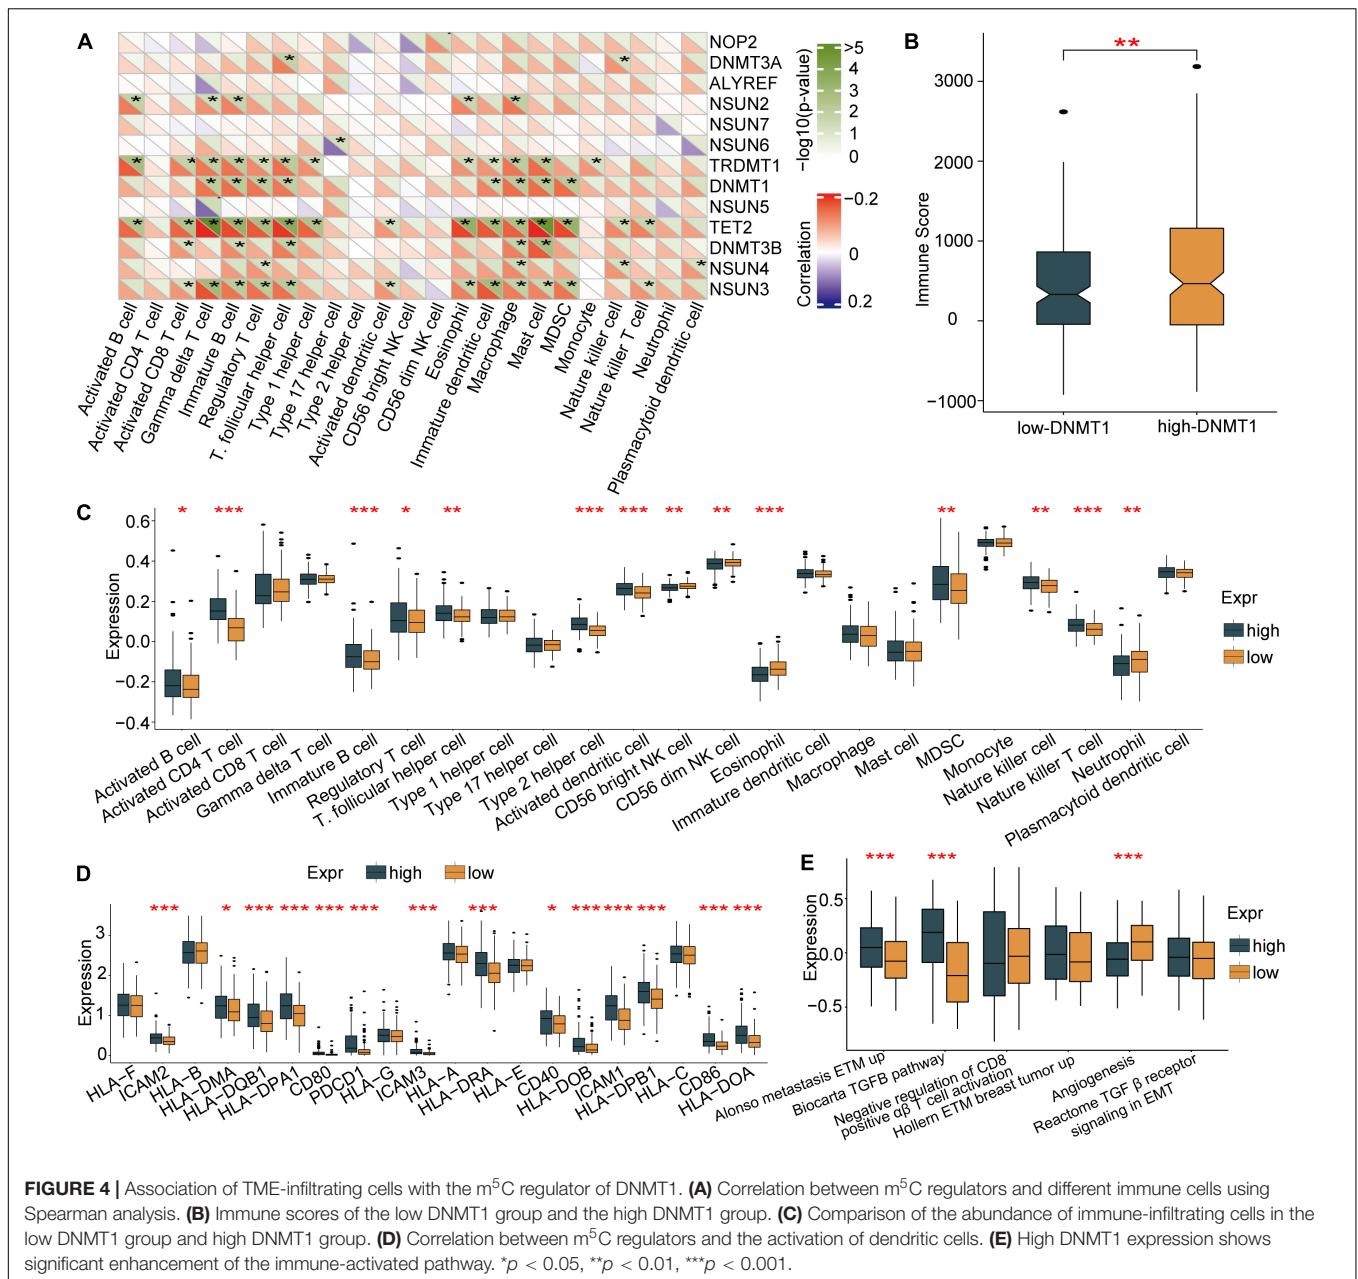 A
NOP2
DNMT3A
ALYREF
NSUN2
NSUN7
NSUN6
TRDMT1
DNMT1
NSUN5
TET2
DNMT3B
NSUN4
NSUN3
Activated B cell
Activated CD4 T cell
Activated CD8 T cell
Gamma delta T cell
Immature B cell
Regulatory T cell
T. follicular helper cell
Type 1 helper cell
Type 17 helper cell
Type 2 helper cell
Activated dendritic cell
CD56 bright NK cell
CD56 dim NK cell
Eosinophil
Immature dendritic cell
Macrophage
Mast cell
MDSC
Monocyte
Nature killer cell
Nature killer T cell
Neutrophil
Plasmacytoid dendritic cell
−log10(p-value)
>5
4
3
2
1
0
Correlation
−0.2
0
0.2
B
**
Immune Score
3000
2000
1000
0
−1000
low-DNMT1
high-DNMT1
C
* *** *** * ** *** *** ** ** *** ** ** *** **
Expression
0.6
0.4
0.2
0.0
−0.2
−0.4
Expr
high
low
Activated B cell
Activated CD4 T cell
Activated CD8 T cell
Gamma delta T cell
Immature B cell
Regulatory T cell
T. follicular helper cell
Type 1 helper cell
Type 17 helper cell
Type 2 helper cell
Activated dendritic cell
CD56 bright NK cell
CD56 dim NK cell
Eosinophil
Immature dendritic cell
Macrophage
Mast cell
MDSC
Monocyte
Nature killer cell
Nature killer T cell
Neutrophil
Plasmacytoid dendritic cell
D
Expr high low
*** * *** *** *** *** *** *** * *** *** *** *** ***
Expression
3
2
1
0
HLA−F
ICAM2
HLA−B
HLA−DMA
HLA−DQB1
HLA−DPA1
CD80
PDCD1
HLA−G
ICAM3
HLA−A
HLA−DRA
HLA−E
CD40
HLA−DOB
ICAM1
HLA−DPB1
HLA−C
CD86
HLA−DOA
E
*** *** ***
Expression
0.5
0.0
−0.5
Expr
high
low
Alonso metastasis ETM up
Biocarta TGFB pathway
Negative regulation of CD8
positive αβ T cell activation
Hollern ETM breast tumor up
Angiogenesis
Reactome TGF β receptor
signaling in EMT
FIGURE 4 | Association of TME-infiltrating cells with the m⁵C regulator of DNMT1. (A) Correlation between m⁵C regulators and different immune cells using
Spearman analysis. (B) Immune scores of the low DNMT1 group and the high DNMT1 group. (C) Comparison of the abundance of immune-infiltrating cells in the
low DNMT1 group and high DNMT1 group. (D) Correlation between m⁵C regulators and the activation of dendritic cells. (E) High DNMT1 expression shows
significant enhancement of the immune-activated pathway. *p < 0.05, **p < 0.01, ***p < 0.001.